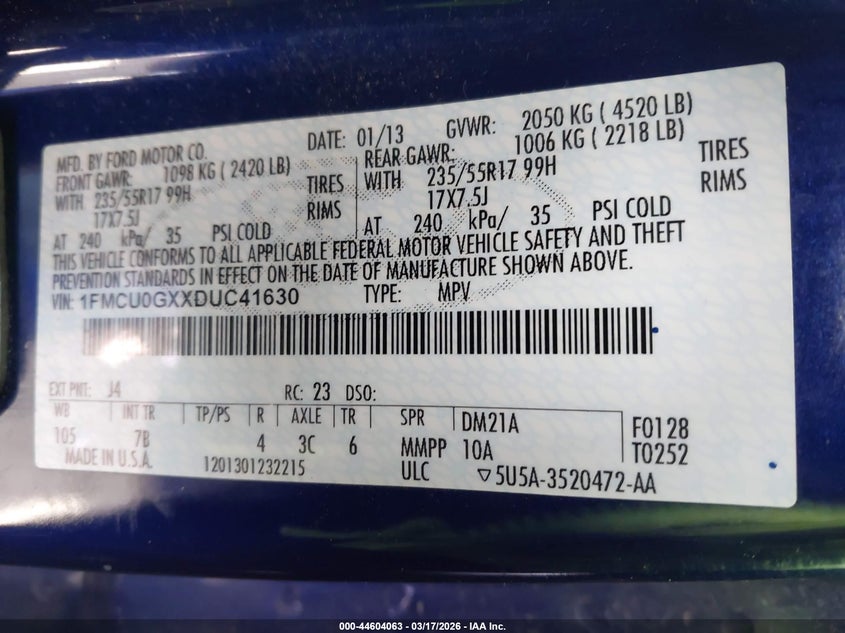 MFD. BY FORD MOTOR CO.
DATE: 01/13
GVWR: 2050 KG ( 4520 LB)
FRONT GAWR: 1098 KG ( 2420 LB)
REAR GAWR: 1006 KG ( 2218 LB)
WITH 235/55R17 99H TIRES
WITH 235/55R17 99H TIRES
17X7.5J RIMS
17X7.5J RIMS
AT 240 kPa/ 35 PSI COLD
AT 240 kPa/ 35 PSI COLD
THIS VEHICLE CONFORMS TO ALL APPLICABLE FEDERAL MOTOR VEHICLE SAFETY AND THEFT
PREVENTION STANDARDS IN EFFECT ON THE DATE OF MANUFACTURE SHOWN ABOVE.
VIN: 1FMCU0GXXDUC41630 TYPE: MPV
EXT PNT: J4 RC: 23 DSO:
WB INT TR TP/PS R AXLE TR SPR DM21A F0128
105 7B 4 3C 6 MMPP 10A T0252
MADE IN U.S.A. 1201301232215 ULC ▽5U5A-3520472-AA
000-44604063 — 03/17/2026 — IAA Inc.